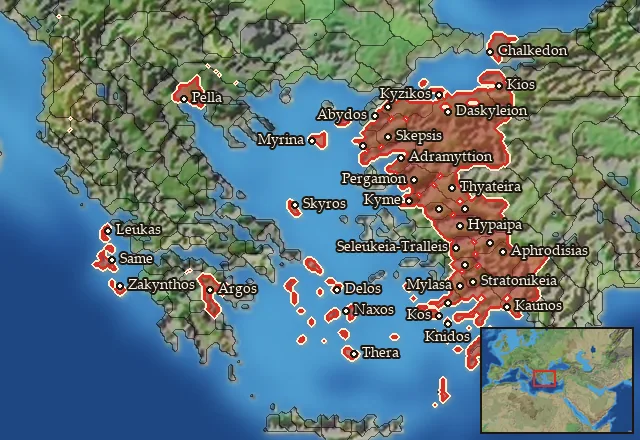 Chalkedon
Kios
Kyzikos
Pella
Abydos
Daskyleion
Skepsis
Myrina
Adramyttion
Pergamon
Thyateira
Kyme
Skyros
Hypaipa
Leukas
Seleukeia-Tralleis
Aphrodisias
Same
Zakynthos
Argos
Delos
Mylasa
Stratonikeia
Naxos
Kos
Kaunos
Knidos
Thera